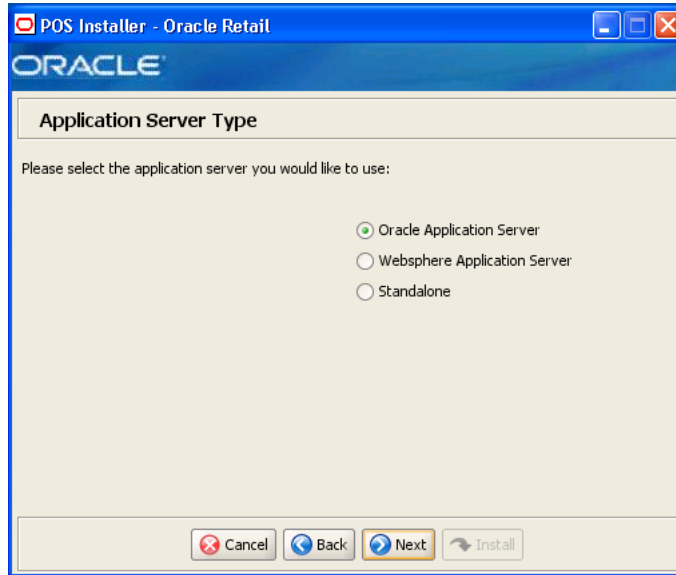 POS Installer - Oracle Retail
ORACLE
Application Server Type
Please select the application server you would like to use:
Oracle Application Server
Websphere Application Server
Standalone
Cancel Back Next Install